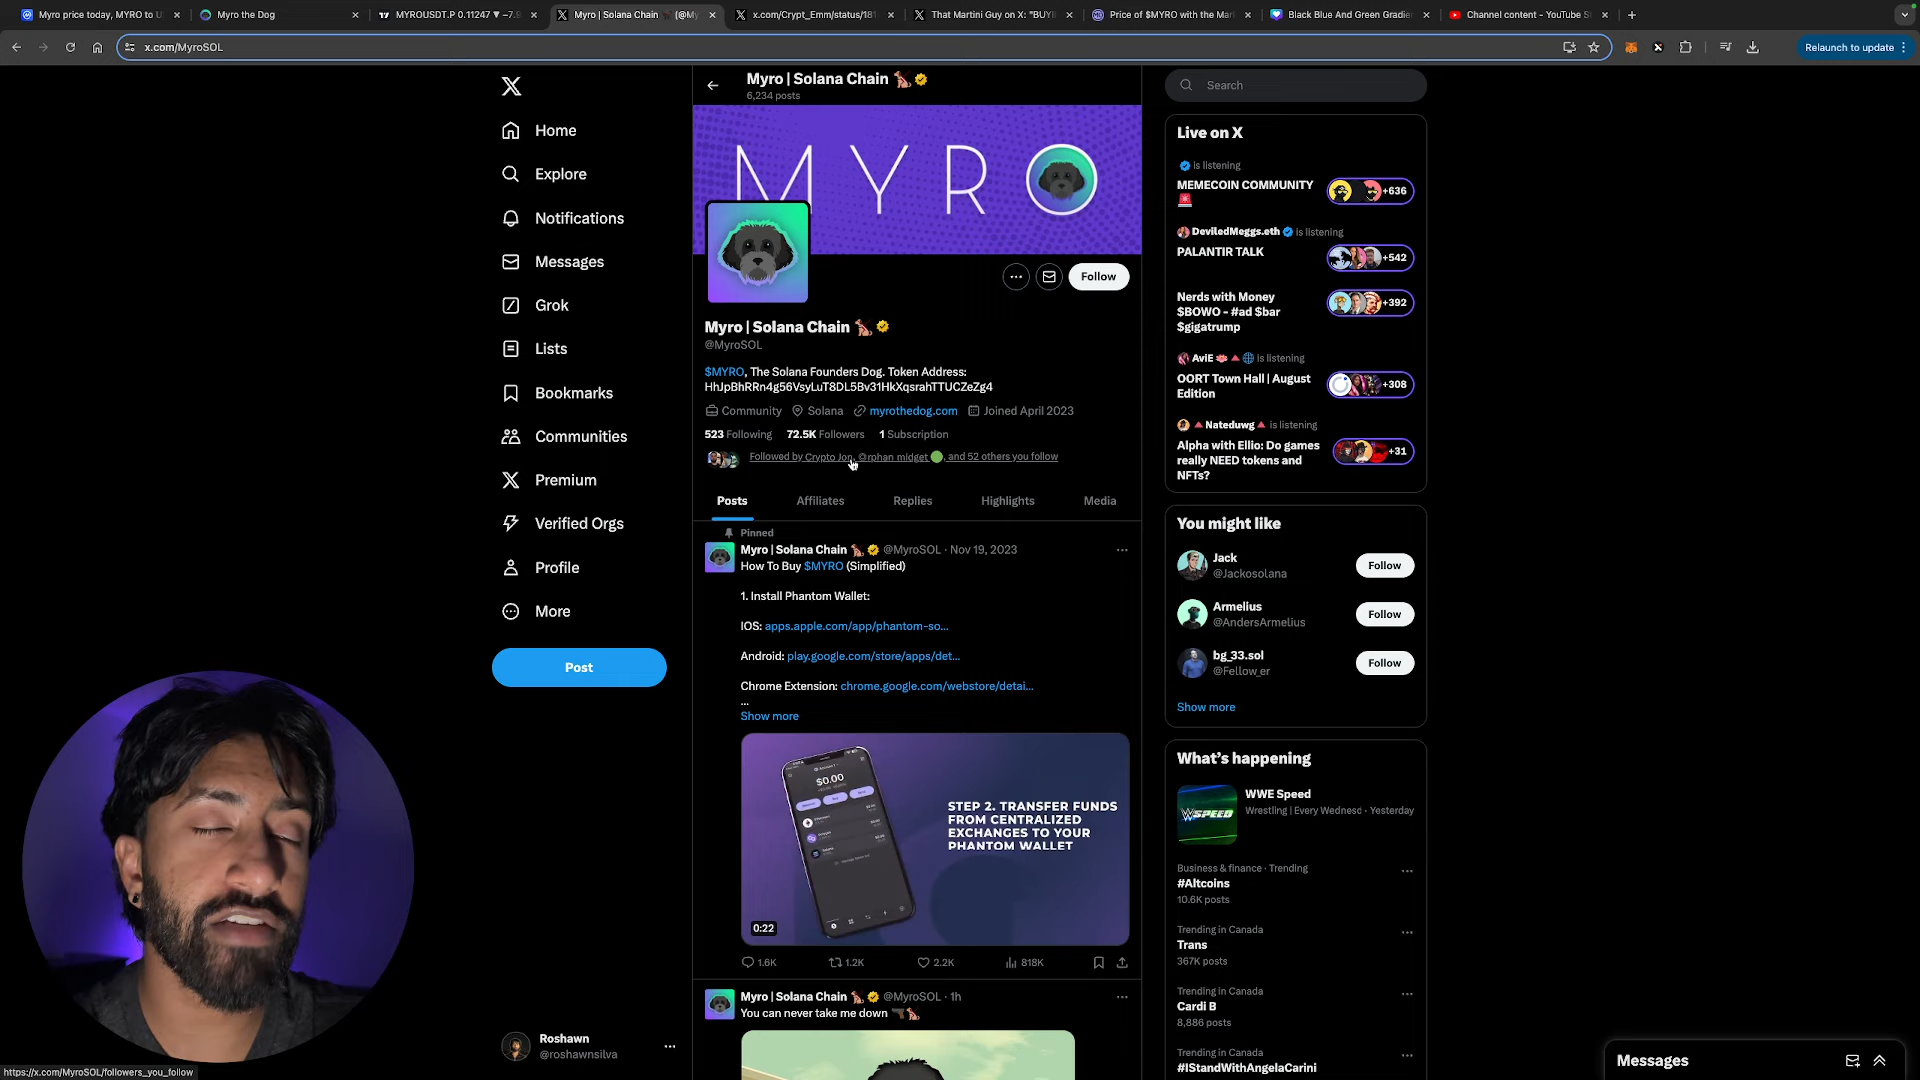 Myro price today, MYRO to U
Myro the Dog
MYROUSDT.P 0.11247 ▼ −7.
Myro | Solana Chain (@My
x.com/Crypt_Emm/status/181
That Martini Guy on X: "BUYI
Price of $MYRO with the Mar
Black Blue And Green Gradie
Channel content - YouTube S
x.com/MyroSOL
Relaunch to update
Home
Explore
Notifications
Messages
Grok
Lists
Bookmarks
Communities
Premium
Verified Orgs
Profile
More
Post
Roshawn
@roshawnsilva
https://x.com/MyroSOL/followers_you_follow
Myro | Solana Chain
6,234 posts
MYRO
Follow
Myro | Solana Chain
@MyroSOL
$MYRO, The Solana Founders Dog. Token Address:
HhJpBhRRn4g56VsyLuT8DL5Bv31HkXqsrahTTUCZeZg4
Community Solana myrothedog.com Joined April 2023
523 Following 72.5K Followers 1 Subscription
Followed by Crypto Jon, @rphan midget, and 52 others you follow
Posts Affiliates Replies Highlights Media
Pinned
Myro | Solana Chain @MyroSOL · Nov 19, 2023
How To Buy $MYRO (Simplified)
1. Install Phantom Wallet:
IOS: apps.apple.com/app/phantom-so...
Android: play.google.com/store/apps/det...
Chrome Extension: chrome.google.com/webstore/detai...
...
Show more
$0.00
STEP 2. TRANSFER FUNDS
FROM CENTRALIZED
EXCHANGES TO YOUR
PHANTOM WALLET
0:22
1.6K 1.2K 2.2K 818K
Myro | Solana Chain @MyroSOL · 1h
You can never take me down
Search
Live on X
is listening
MEMECOIN COMMUNITY
+636
DeviledMeggs.eth is listening
PALANTIR TALK
+542
Nerds with Money
$BOWO - #ad $bar
$gigatrump
+392
AviE is listening
OORT Town Hall | August
Edition
+308
Nateduwg is listening
Alpha with Ellio: Do games
really NEED tokens and
NFTs?
+31
You might like
Jack
@Jackosolana
Follow
Armelius
@AndersArmelius
Follow
bg_33.sol
@Fellow_er
Follow
Show more
What's happening
WWE Speed
Wrestling | Every Wednesd · Yesterday
WSPEED
Business & finance · Trending
#Altcoins
10.6K posts
Trending in Canada
Trans
367K posts
Trending in Canada
Cardi B
8,886 posts
Trending in Canada
#IStandWithAngelaCarini
Messages